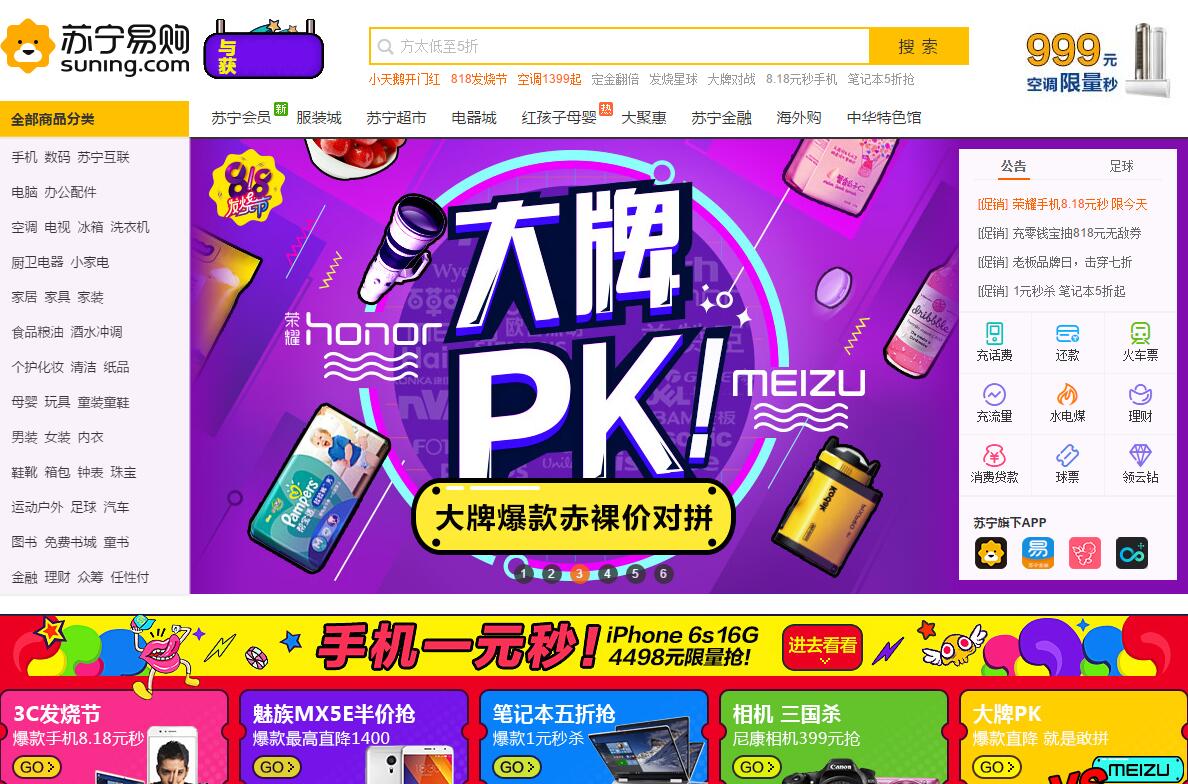 苏宁易购
suning.com
与
获
方太低至5折
搜 索
小天鹅开门红 818发烧节 空调1399起 定金翻倍 发烧星球 大牌对战 8.18元秒手机 笔记本5折抢
999元
空调限量秒
全部商品分类
苏宁会员 新 服装城 苏宁超市 电器城 红孩子母婴 热 大聚惠 苏宁金融 海外购 中华特色馆
手机 数码 苏宁互联
电脑 办公配件
空调 电视 冰箱 洗衣机
厨卫电器 小家电
家居 家具 家装
食品粮油 酒水冲调
个护化妆 清洁 纸品
母婴 玩具 童装童鞋
男装 女装 内衣
鞋靴 箱包 钟表 珠宝
运动户外 足球 汽车
图书 免费书城 童书
金融 理财 众筹 任性付
818
发烧节
大牌
PK!
荣耀 honor
MEIZU
dribbble
Pampers
帮宝适
xebox
大牌爆款赤裸价对拼
1 2 3 4 5 6
公告 足球
[促销] 荣耀手机8.18元秒 限今天
[促销] 充零钱宝抽818元无敌券
[促销] 老板品牌日，击穿七折
[促销] 1元秒杀 笔记本5折起
充话费 还款 火车票
充流量 水电煤 理财
消费贷款 球票 领云钻
苏宁旗下APP
易
手机一元秒!
iPhone 6s16G
4498元限量抢!
进去看看
3C发烧节
爆款手机8.18元秒
GO
魅族MX5E半价抢
爆款最高直降1400
GO
笔记本五折抢
爆款1元秒杀
GO
相机 三国杀
尼康相机399元抢
GO
Canon
大牌PK
爆款直降 就是敢拼
GO
VS
MEIZU